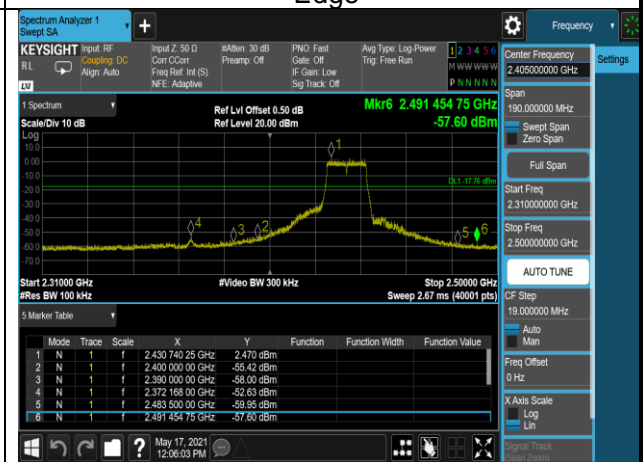 Edge
Spectrum Analyzer 1
Swept SA
Frequency
KEYSIGHT
RL
LXI
Input: RF
Coupling: DC
Align: Auto
Input Z: 50 Ω
Corr CCorr
Freq Ref: Int (S)
NFE: Adaptive
#Atten: 30 dB
Preamp: Off
PNO: Fast
Gate: Off
IF Gain: Low
Sig Track: Off
Avg Type: Log-Power
Trig: Free Run
1 2 3 4 5 6
M W W W W W
P N N N N N
1 Spectrum
Scale/Div 10 dB
Ref Lvl Offset 0.50 dB
Ref Level 20.00 dBm
Mkr6 2.491 454 75 GHz
-57.60 dBm
Log
10.0
0.00
-10.0
-20.0
-30.0
-40.0
-50.0
-60.0
-70.0
1
DL1 -17.76 dBm
4
3
2
5
6
Start 2.31000 GHz
#Res BW 100 kHz
#Video BW 300 kHz
Stop 2.50000 GHz
Sweep 2.67 ms (40001 pts)
5 Marker Table
Mode Trace Scale X Y Function Function Width Function Value
1 N 1 f 2.430 740 25 GHz 2.470 dBm
2 N 1 f 2.400 000 00 GHz -55.42 dBm
3 N 1 f 2.390 000 00 GHz -58.00 dBm
4 N 1 f 2.372 168 00 GHz -52.63 dBm
5 N 1 f 2.483 500 00 GHz -59.95 dBm
6 N 1 f 2.491 454 75 GHz -57.60 dBm
May 17, 2021
12:06:03 PM
?
Center Frequency
2.405000000 GHz
Settings
Span
190.000000 MHz
Swept Span
Zero Span
Full Span
Start Freq
2.310000000 GHz
Stop Freq
2.500000000 GHz
AUTO TUNE
CF Step
19.000000 MHz
Auto
Man
Freq Offset
0 Hz
X Axis Scale
Log
Lin
Signal Track
(Span Zoom)